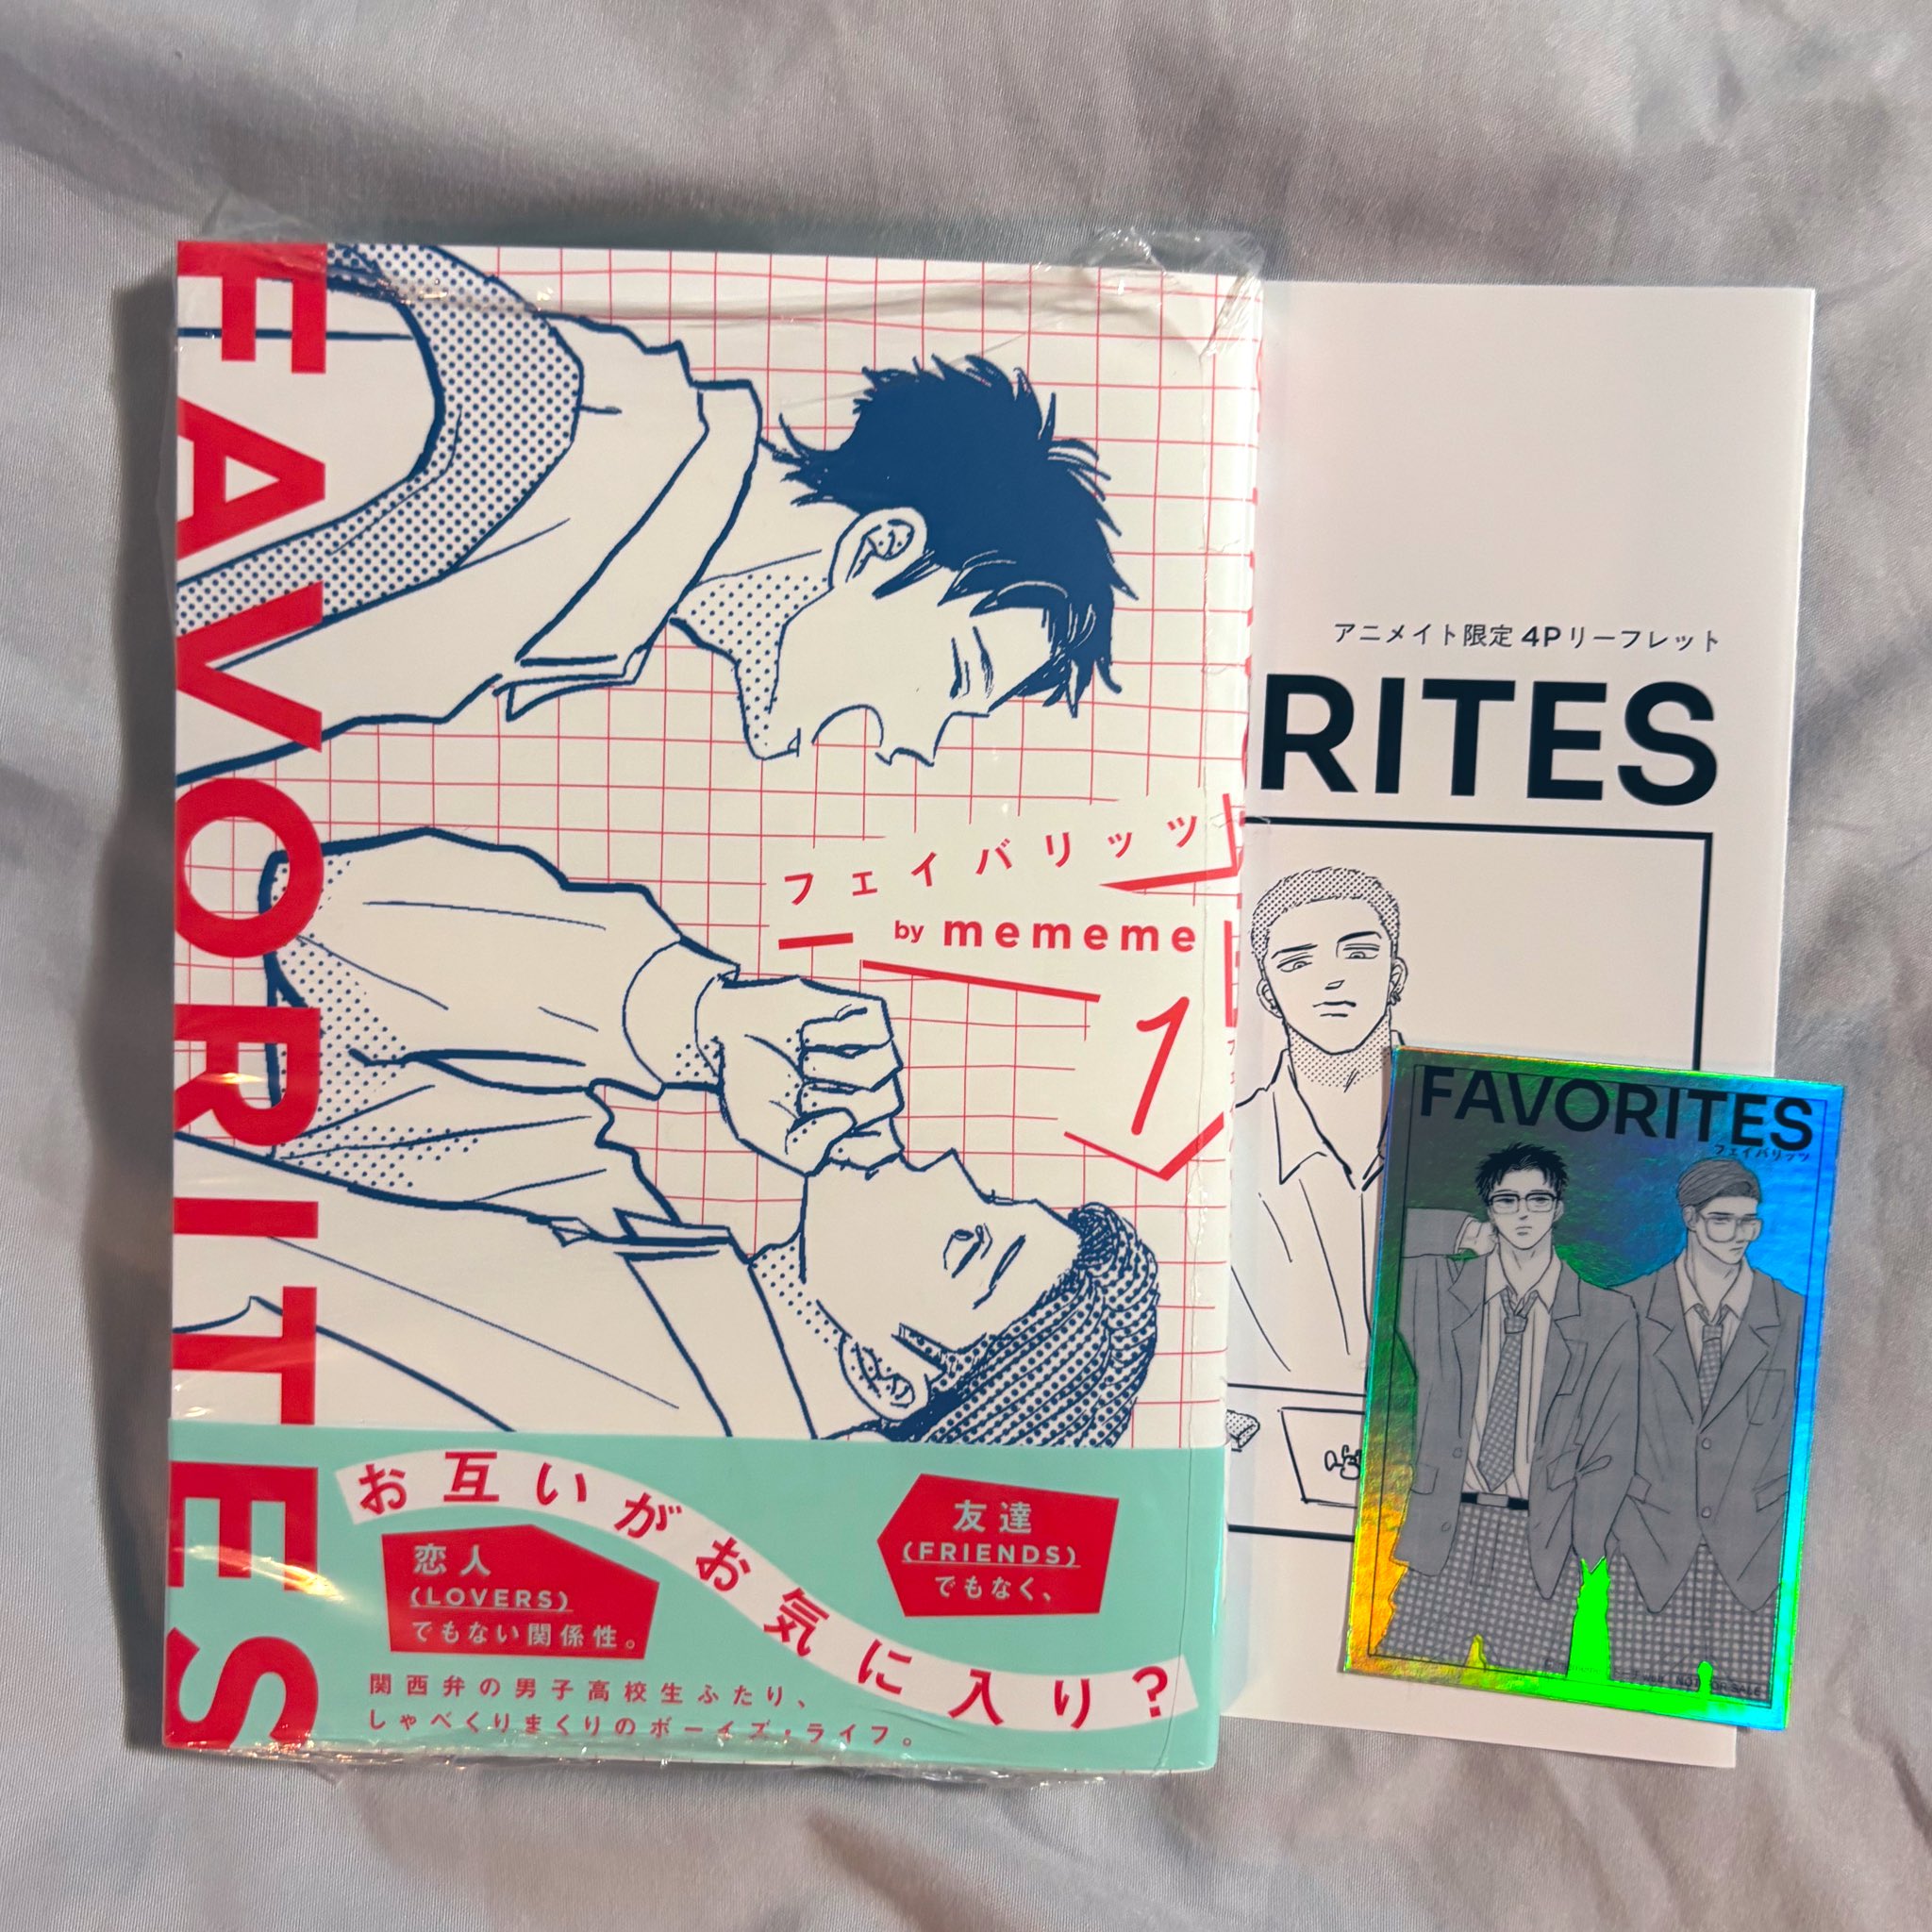 FAVORITES
フェイバリッツ
by mememe
1
お互いがお気に入り？
友達
(FRIENDS)
でもなく、
恋人
(LOVERS)
でもない関係性。
関西弁の男子高校生ふたり、
しゃべくりまくりのボーイズ・ライフ。
アニメイト限定4Pリーフレット
RITES
FAVORITES
フェイバリッツ
NOT FOR SALE